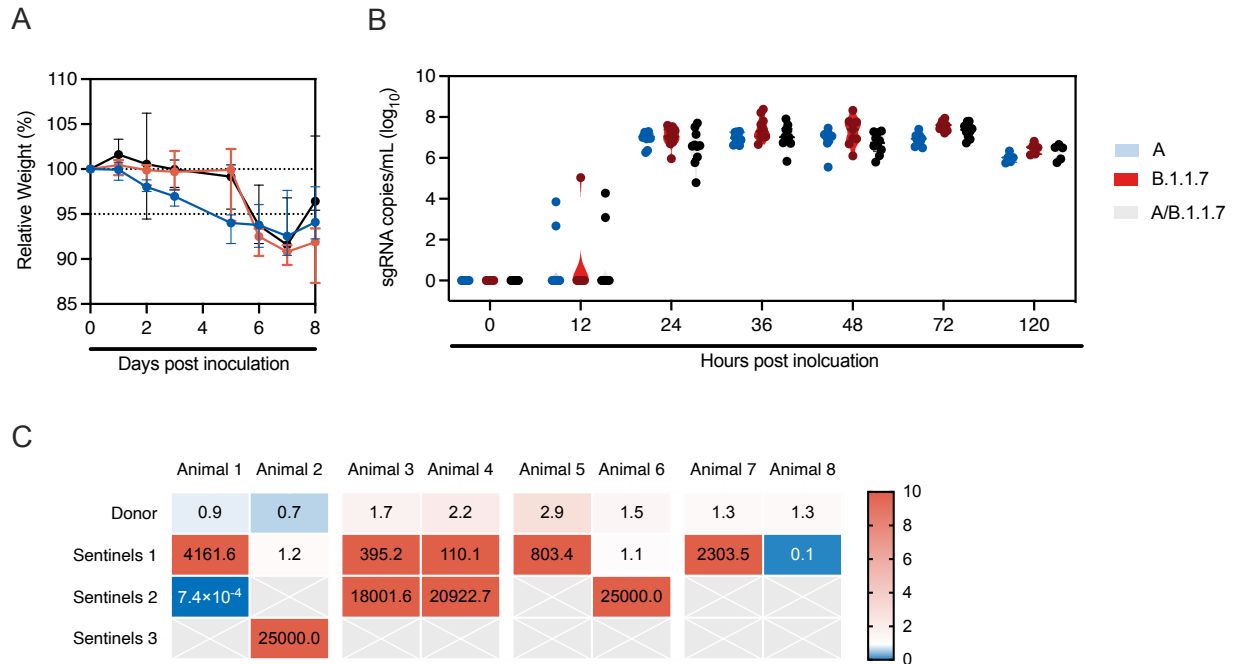 A
B
110
105
100
95
90
85
Relative Weight (%)
0 2 4 6 8
Days post inoculation
10
8
6
4
2
0
sgRNA copies/mL (log10)
0 12 24 36 48 72 120
Hours post inolcuation
A
B.1.1.7
A/B.1.1.7
C
Animal 1 Animal 2 Animal 3 Animal 4 Animal 5 Animal 6 Animal 7 Animal 8
Donor 0.9 0.7 1.7 2.2 2.9 1.5 1.3 1.3
Sentinels 1 4161.6 1.2 395.2 110.1 803.4 1.1 2303.5 0.1
Sentinels 2 7.4×10-4 18001.6 20922.7 25000.0
Sentinels 3 25000.0
10
8
6
4
2
0